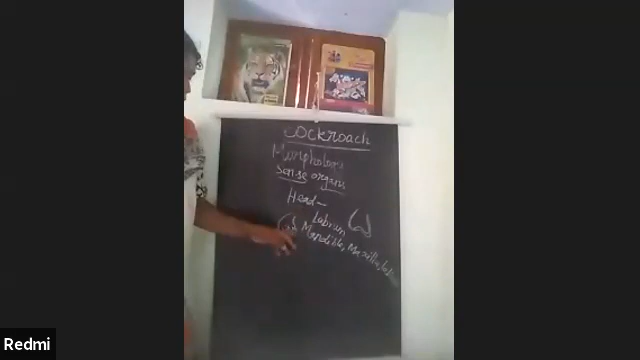 COCKROACH
Morphology
Sense organs
Head-
Labrum
Mandible, Maxilla, Labium
Redmi